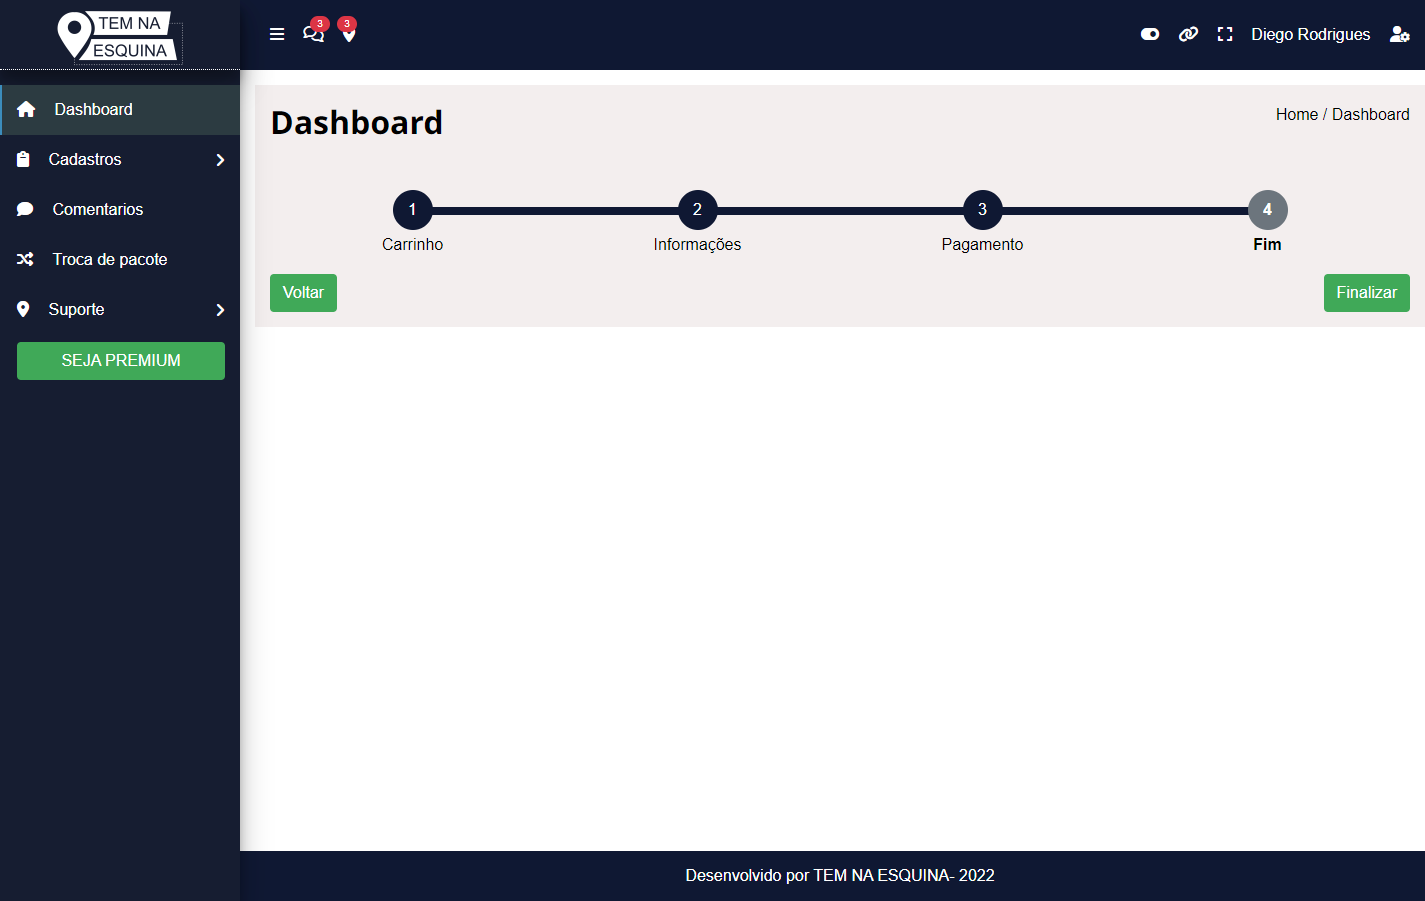 TEM NA
ESQUINA
3
3
Diego Rodrigues
Dashboard
Cadastros
Comentarios
Troca de pacote
Suporte
SEJA PREMIUM
Dashboard
Home / Dashboard
1
2
3
4
Carrinho
Informações
Pagamento
Fim
Voltar
Finalizar
Desenvolvido por TEM NA ESQUINA- 2022